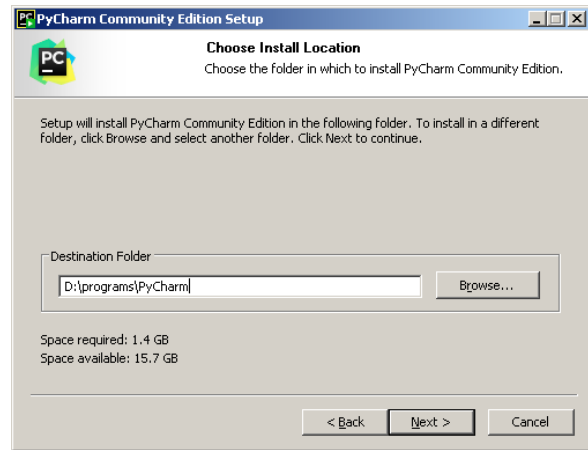 PC PyCharm Community Edition Setup
PC
Choose Install Location
Choose the folder in which to install PyCharm Community Edition.
Setup will install PyCharm Community Edition in the following folder. To install in a different
folder, click Browse and select another folder. Click Next to continue.
Destination Folder
D:\programs\PyCharm
Browse...
Space required: 1.4 GB
Space available: 15.7 GB
< Back
Next >
Cancel